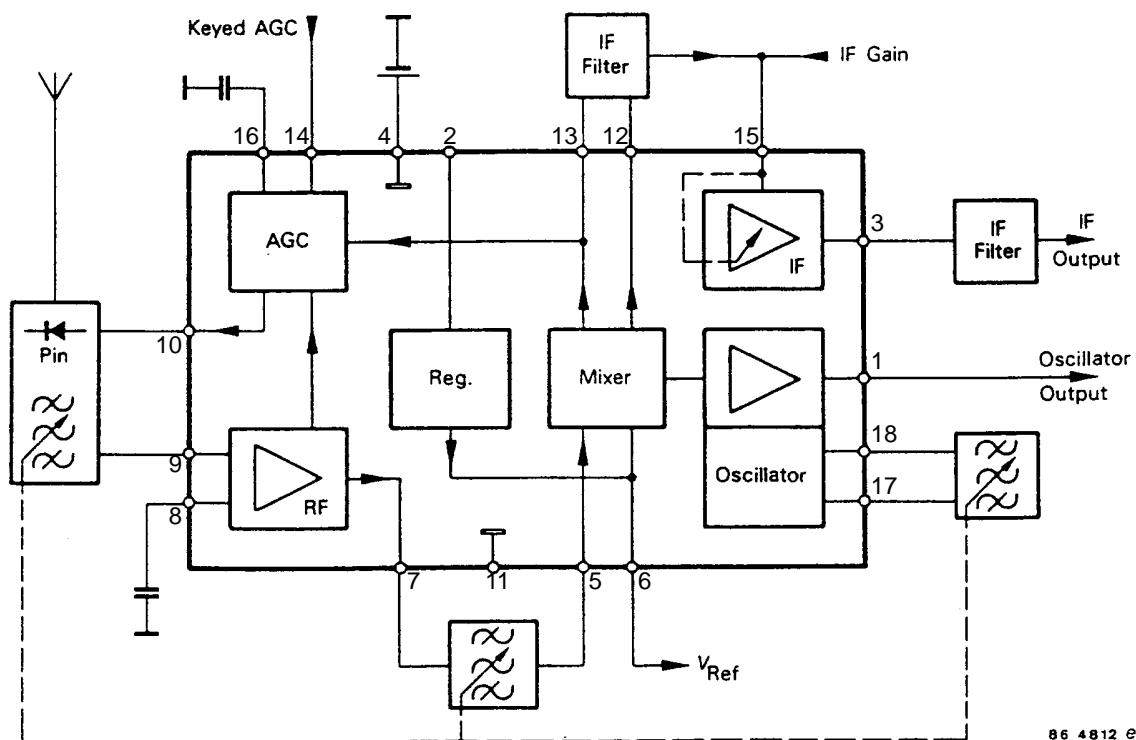 Keyed AGC
IF
Filter
IF Gain
16
14
4
2
13
12
15
AGC
IF
3
IF
Filter
IF
Output
Pin
10
Reg.
Mixer
1
Oscillator
Output
9
8
RF
Oscillator
18
17
7
11
5
6
VRef
86 4812 e